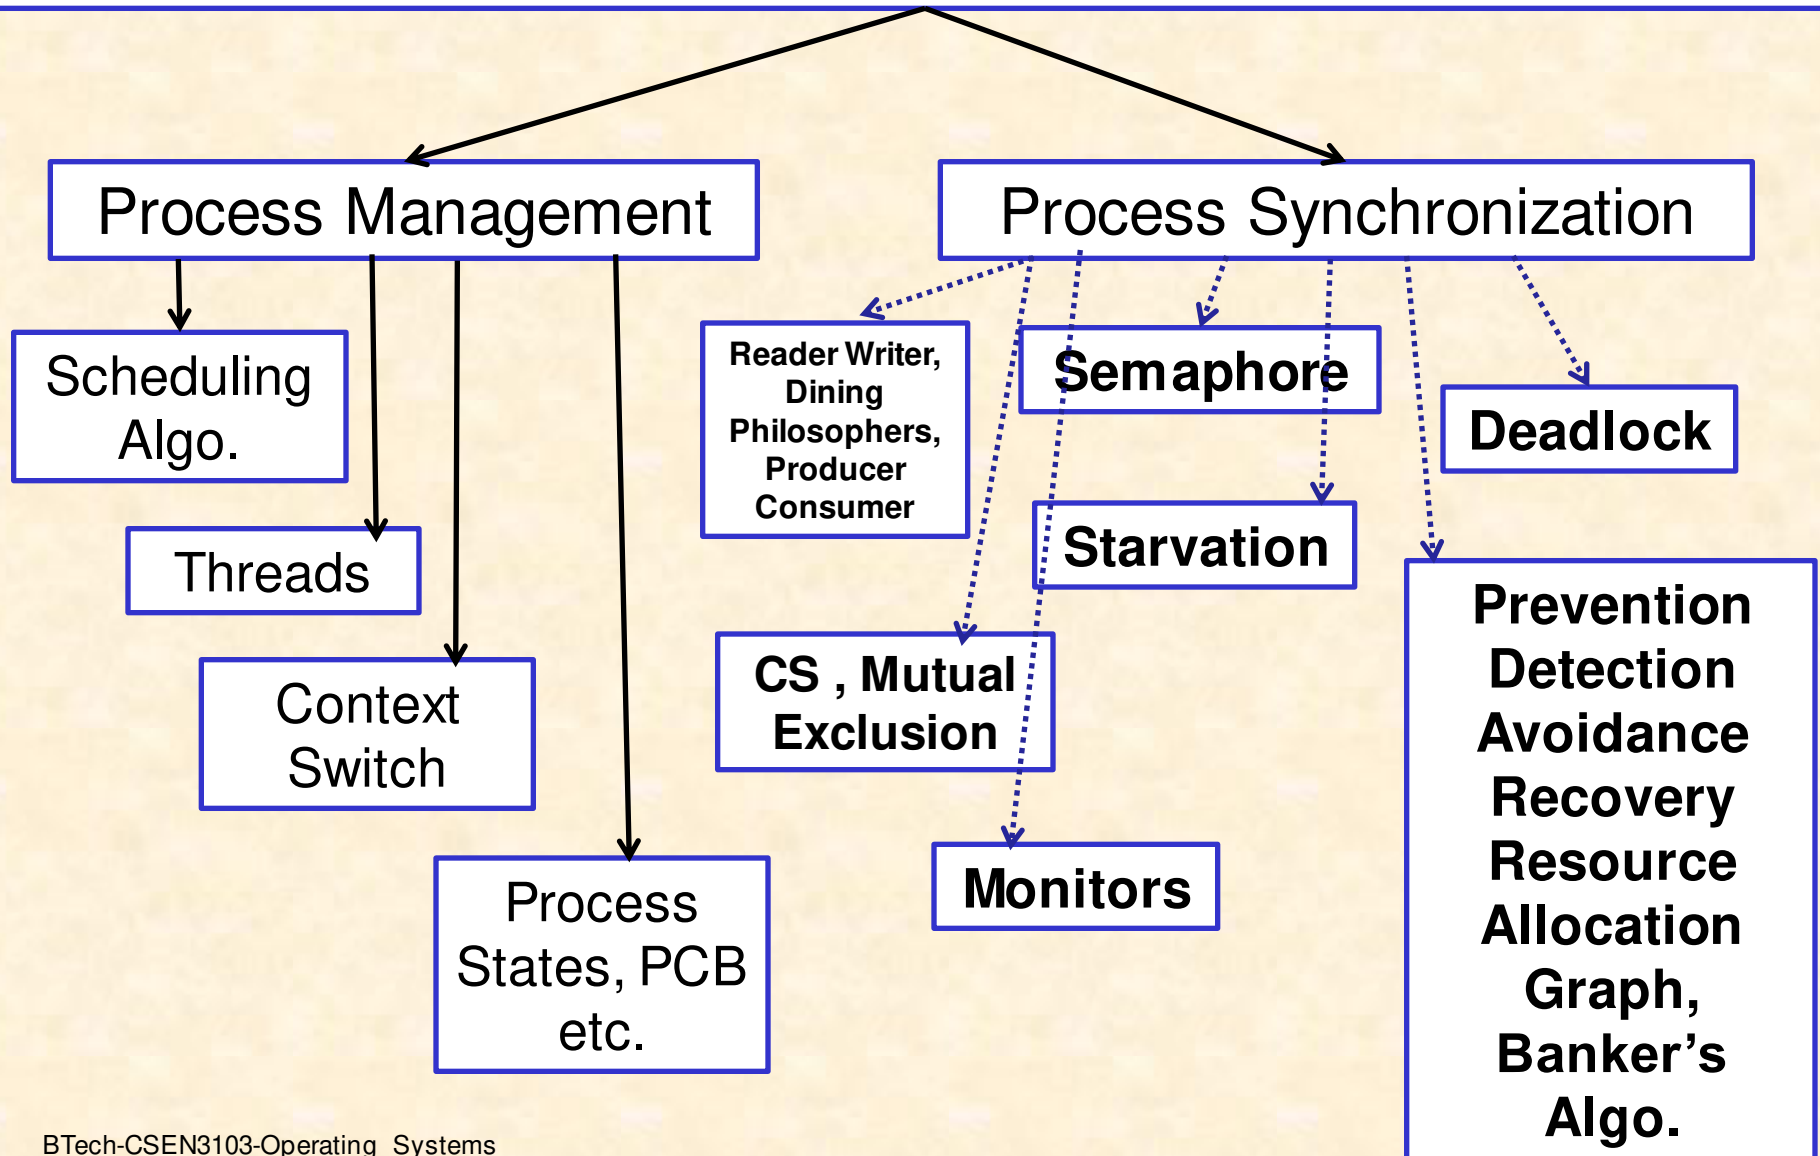 Process Management
Process Synchronization
Scheduling
Algo.
Threads
Context
Switch
Process
States, PCB
etc.
Reader Writer,
Dining
Philosophers,
Producer
Consumer
Semaphore
Deadlock
Starvation
CS , Mutual
Exclusion
Monitors
Prevention
Detection
Avoidance
Recovery
Resource
Allocation
Graph,
Banker’s
Algo.
BTech-CSEN3103-Operating Systems